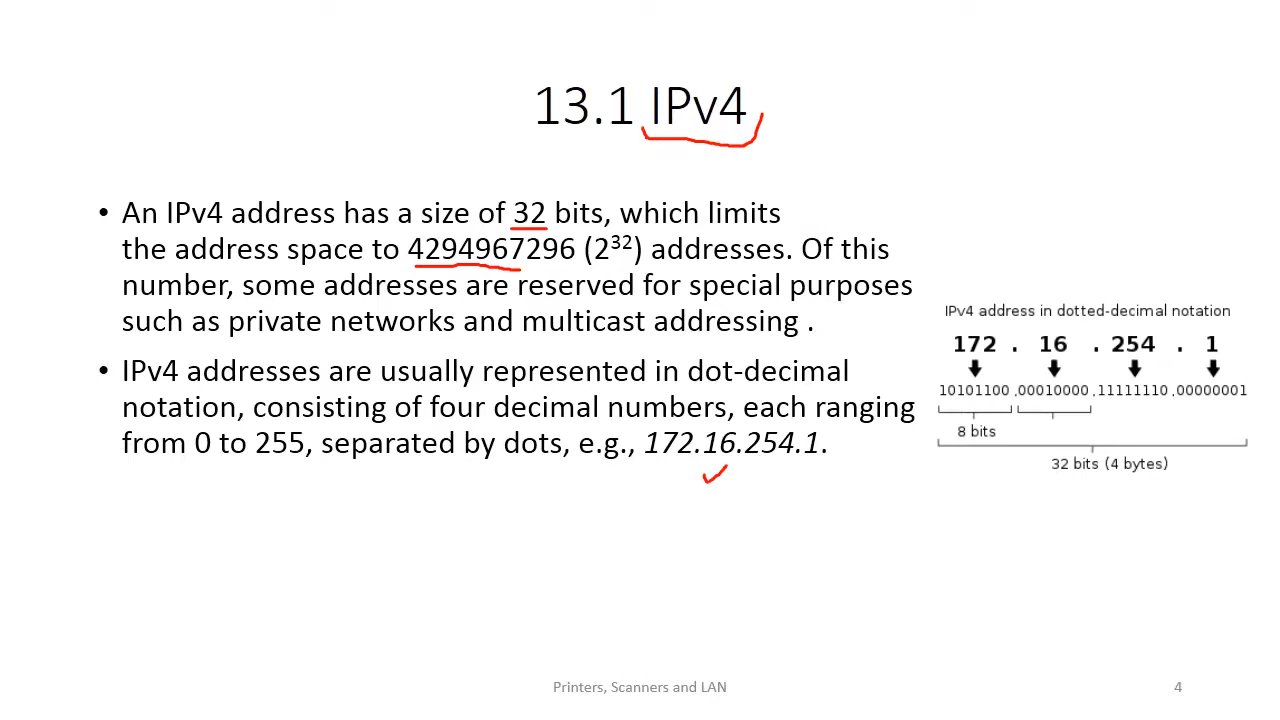 13.1 IPv4
• An IPv4 address has a size of 32 bits, which limits
the address space to 4294967296 (2³²) addresses. Of this
number, some addresses are reserved for special purposes
such as private networks and multicast addressing .
• IPv4 addresses are usually represented in dot-decimal
notation, consisting of four decimal numbers, each ranging
from 0 to 255, separated by dots, e.g., 172.16.254.1.
IPv4 address in dotted-decimal notation
172 . 16 . 254 . 1
10101100 .00010000 .11111110 .00000001
8 bits
32 bits (4 bytes)
Printers, Scanners and LAN
4